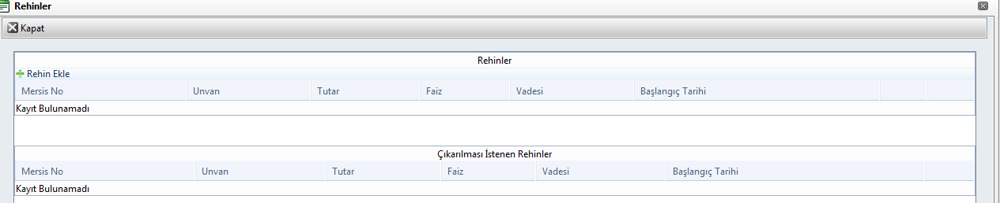 Rehinler
Kapat
Rehinler
Rehin Ekle
Mersis No Unvan Tutar Faiz Vadesi Başlangıç Tarihi
Kayıt Bulunamadı
Çıkarılması İstenen Rehinler
Mersis No Unvan Tutar Faiz Vadesi Başlangıç Tarihi
Kayıt Bulunamadı